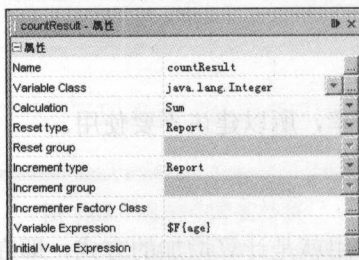 countResult - 属性
属性
Name countResult
Variable Class java.lang.Integer
Calculation Sum
Reset type Report
Reset group
Increment type Report
Increment group
Incrementer Factory Class
Variable Expression $F{age}
Initial Value Expression